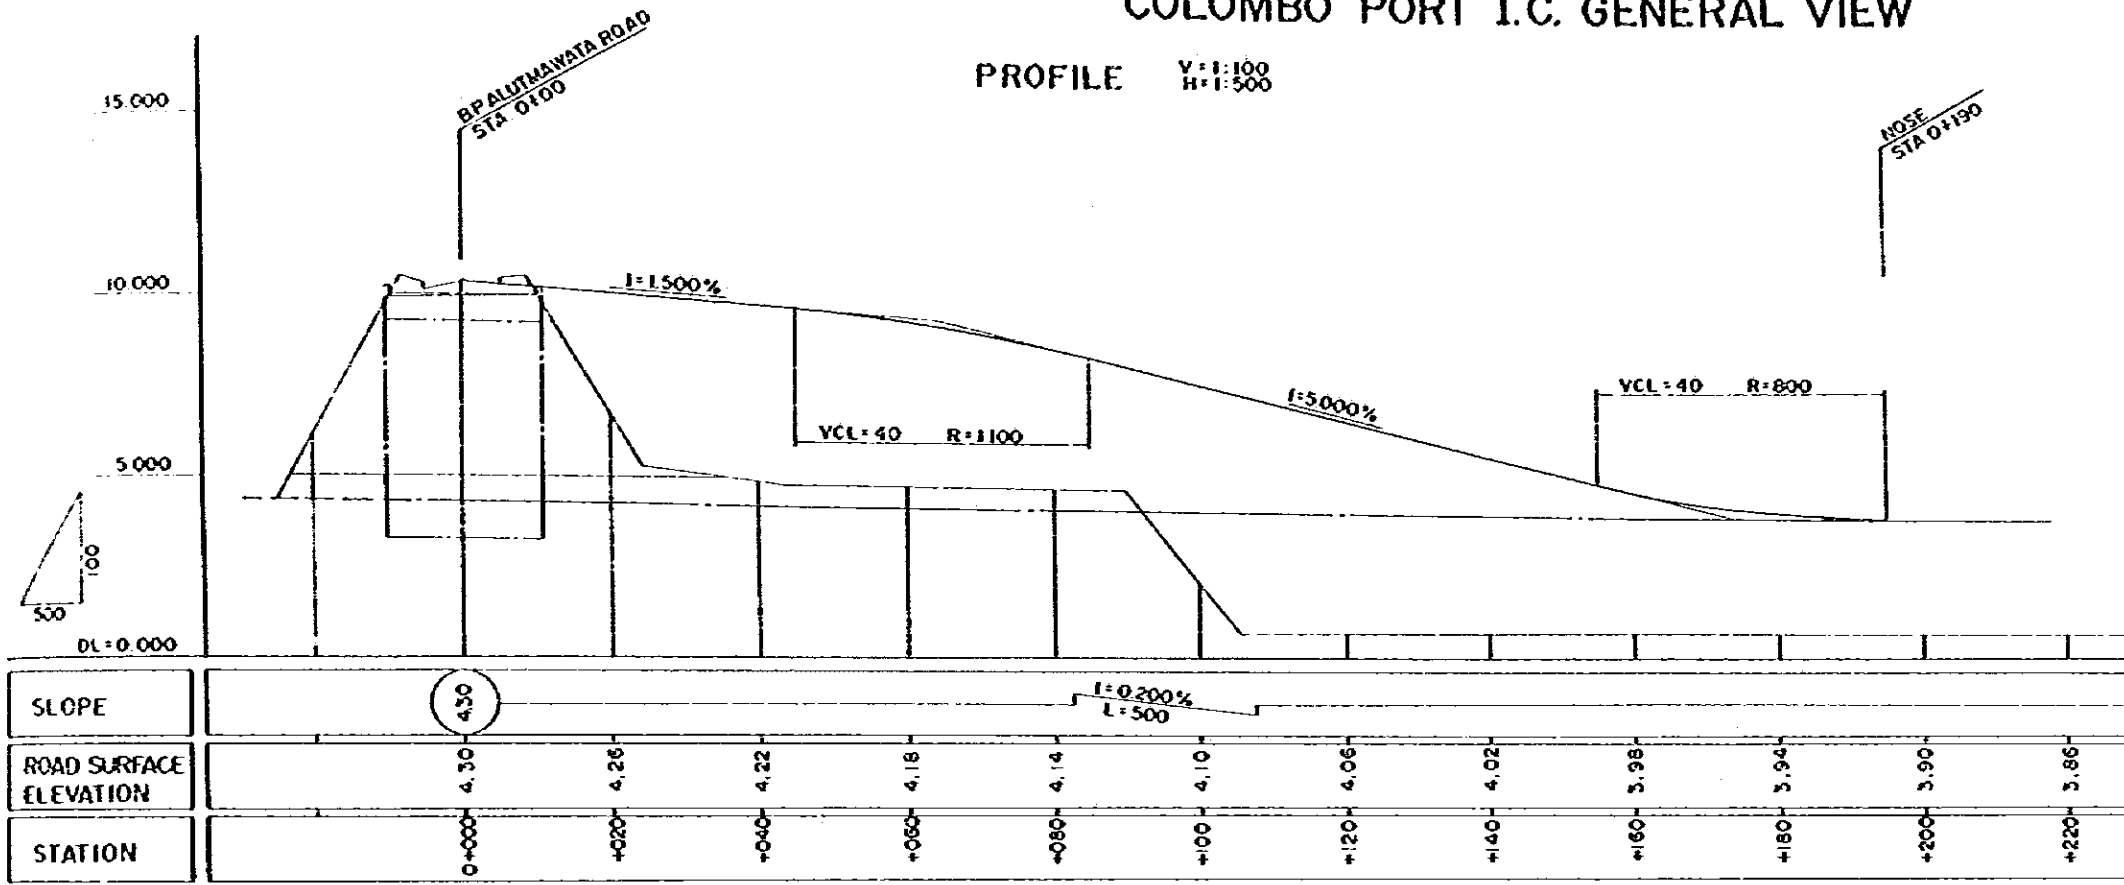 COLOMBO PORT I.C. GENERAL VIEW
PROFILE V=1:100
H=1:500
B.P ALUTMAWATA ROAD
STA 0+00
NOSE
STA 0+190
15.000
10.000
5.000
DL=0.000
I=1.500%
VCL=40 R=1100
I=5.000%
VCL=40 R=800
100
500
SLOPE
4.30
I=0.200%
L=500
ROAD SURFACE
ELEVATION
4.30 4.26 4.22 4.18 4.14 4.10 4.06 4.02 3.98 3.94 3.90 3.86
STATION
0+000 +020 +040 +060 +080 +100 +120 +140 +160 +180 +200 +220